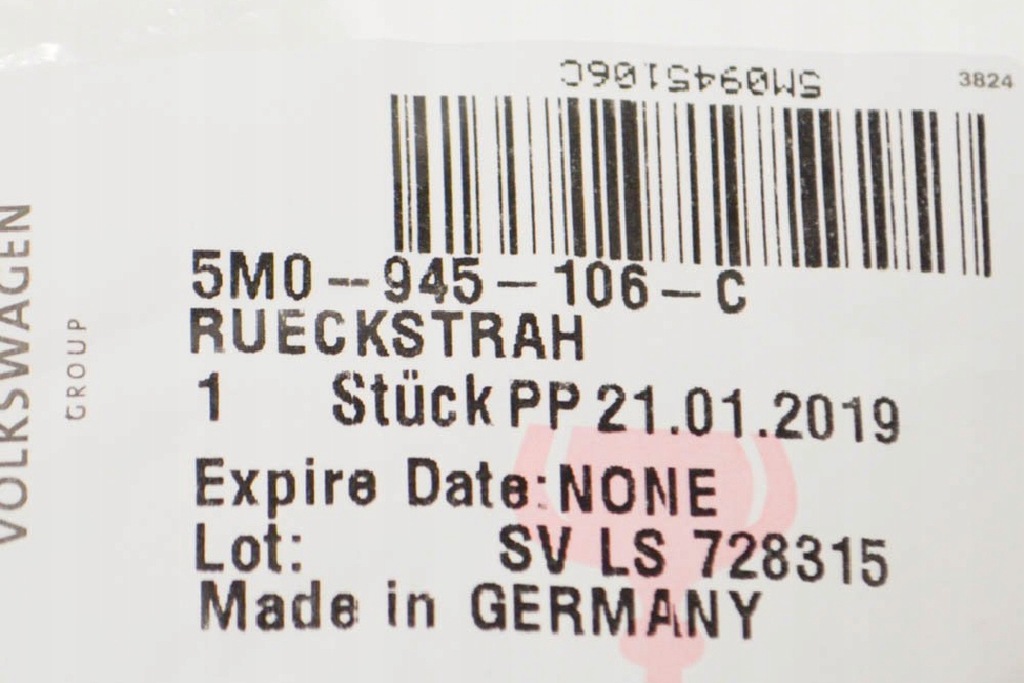 5M0945106C
3824
5M0-945-106-C
RUECKSTRAH
1 Stück PP 21.01.2019
Expire Date: NONE
Lot: SV LS 728315
Made in GERMANY
VOLKSWAGEN
GROUP